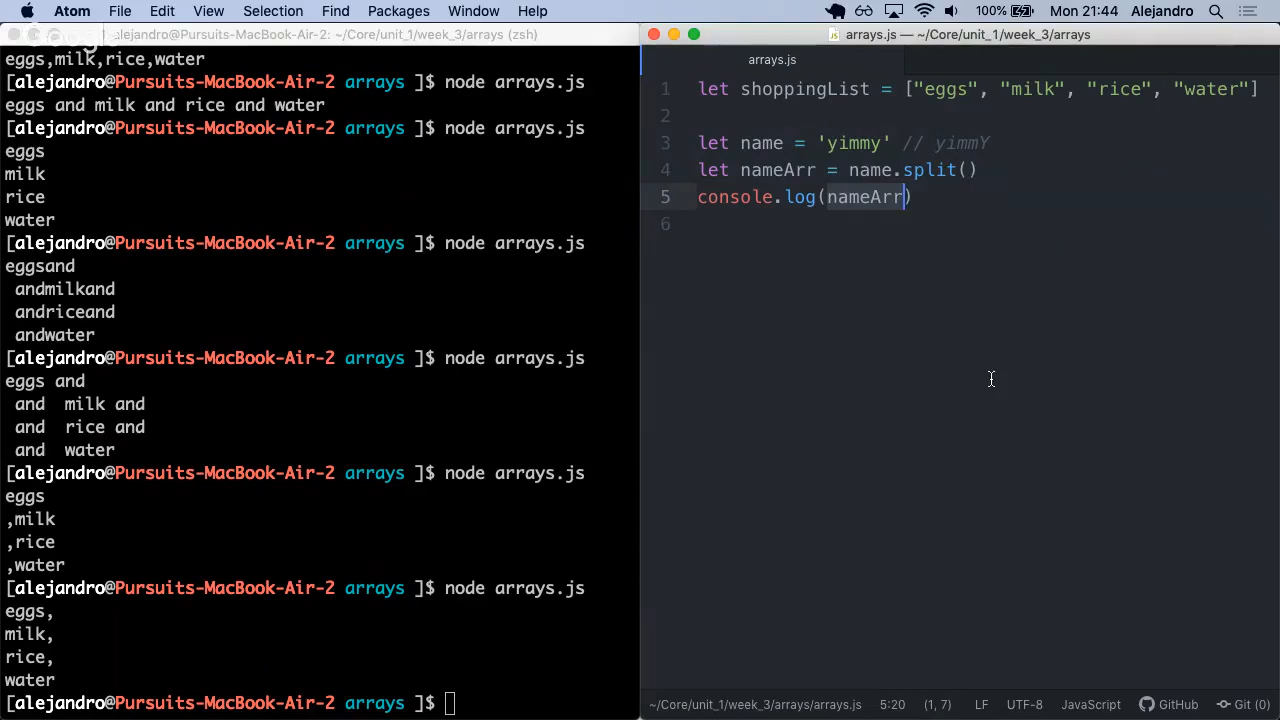 Atom File Edit View Selection Find Packages Window Help 100% Mon 21:44 Alejandro
alejandro@Pursuits-MacBook-Air-2: ~/Core/unit_1/week_3/arrays (zsh)
eggs,milk,rice,water
[alejandro@Pursuits-MacBook-Air-2 arrays ]$ node arrays.js
eggs and milk and rice and water
[alejandro@Pursuits-MacBook-Air-2 arrays ]$ node arrays.js
eggs
milk
rice
water
[alejandro@Pursuits-MacBook-Air-2 arrays ]$ node arrays.js
eggsand
 andmilkand
 andriceand
 andwater
[alejandro@Pursuits-MacBook-Air-2 arrays ]$ node arrays.js
eggs and
 and  milk and
 and  rice and
 and  water
[alejandro@Pursuits-MacBook-Air-2 arrays ]$ node arrays.js
eggs
,milk
,rice
,water
[alejandro@Pursuits-MacBook-Air-2 arrays ]$ node arrays.js
eggs,
milk,
rice,
water
[alejandro@Pursuits-MacBook-Air-2 arrays ]$
arrays.js — ~/Core/unit_1/week_3/arrays
arrays.js
1 let shoppingList = ["eggs", "milk", "rice", "water"]
2
3 let name = 'yimmy' // yimmY
4 let nameArr = name.split()
5 console.log(nameArr)
6
~/Core/unit_1/week_3/arrays/arrays.js 5:20 (1, 7) LF UTF-8 JavaScript GitHub Git (0)